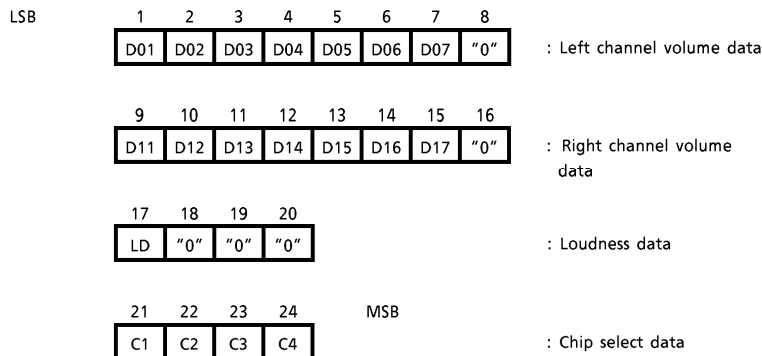 LSB 1 2 3 4 5 6 7 8
D01 D02 D03 D04 D05 D06 D07 "0" : Left channel volume data
9 10 11 12 13 14 15 16
D11 D12 D13 D14 D15 D16 D17 "0" : Right channel volume
data
17 18 19 20
LD "0" "0" "0" : Loudness data
21 22 23 24 MSB
C1 C2 C3 C4 : Chip select data